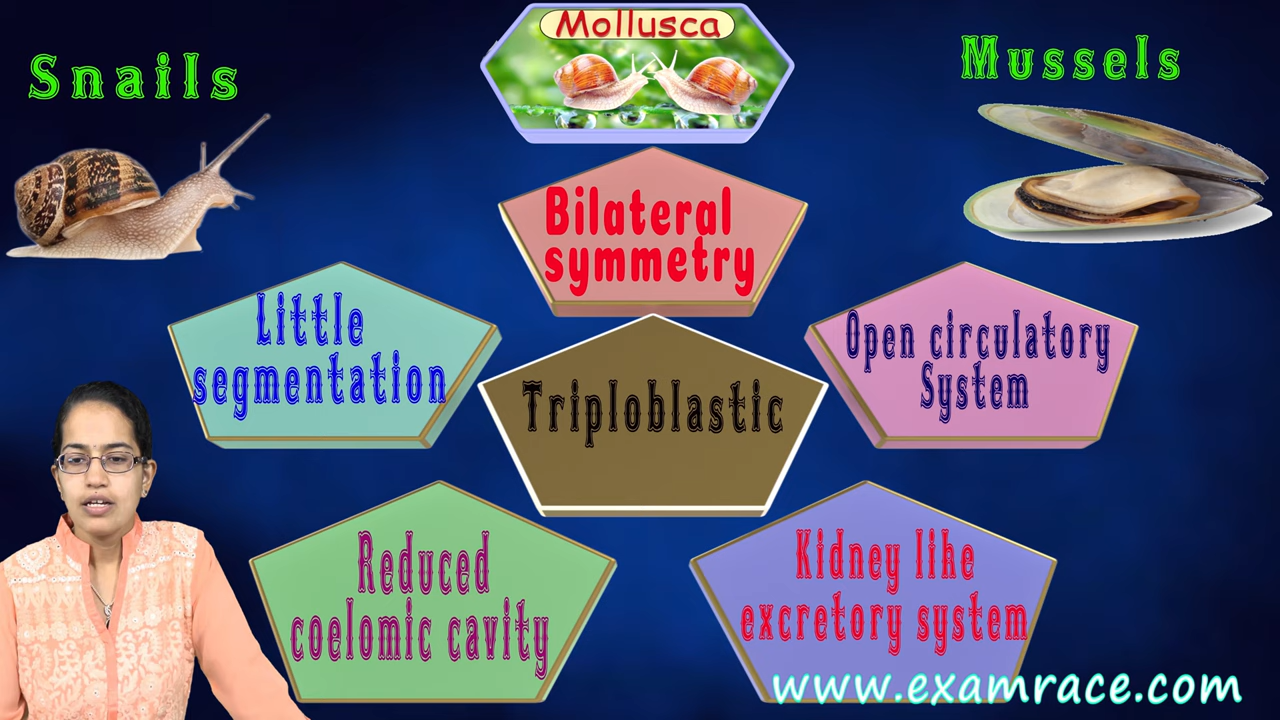 Mollusca
Snails
Mussels
Bilateral
symmetry
Little
segmentation
Open circulatory
System
Triploblastic
Reduced
coelomic cavity
Kidney like
excretory system
www.examrace.com